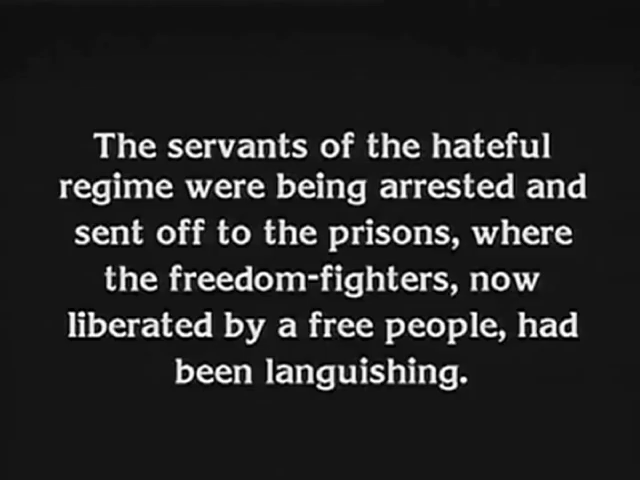 The servants of the hateful
regime were being arrested and
sent off to the prisons, where
the freedom-fighters, now
liberated by a free people, had
been languishing.